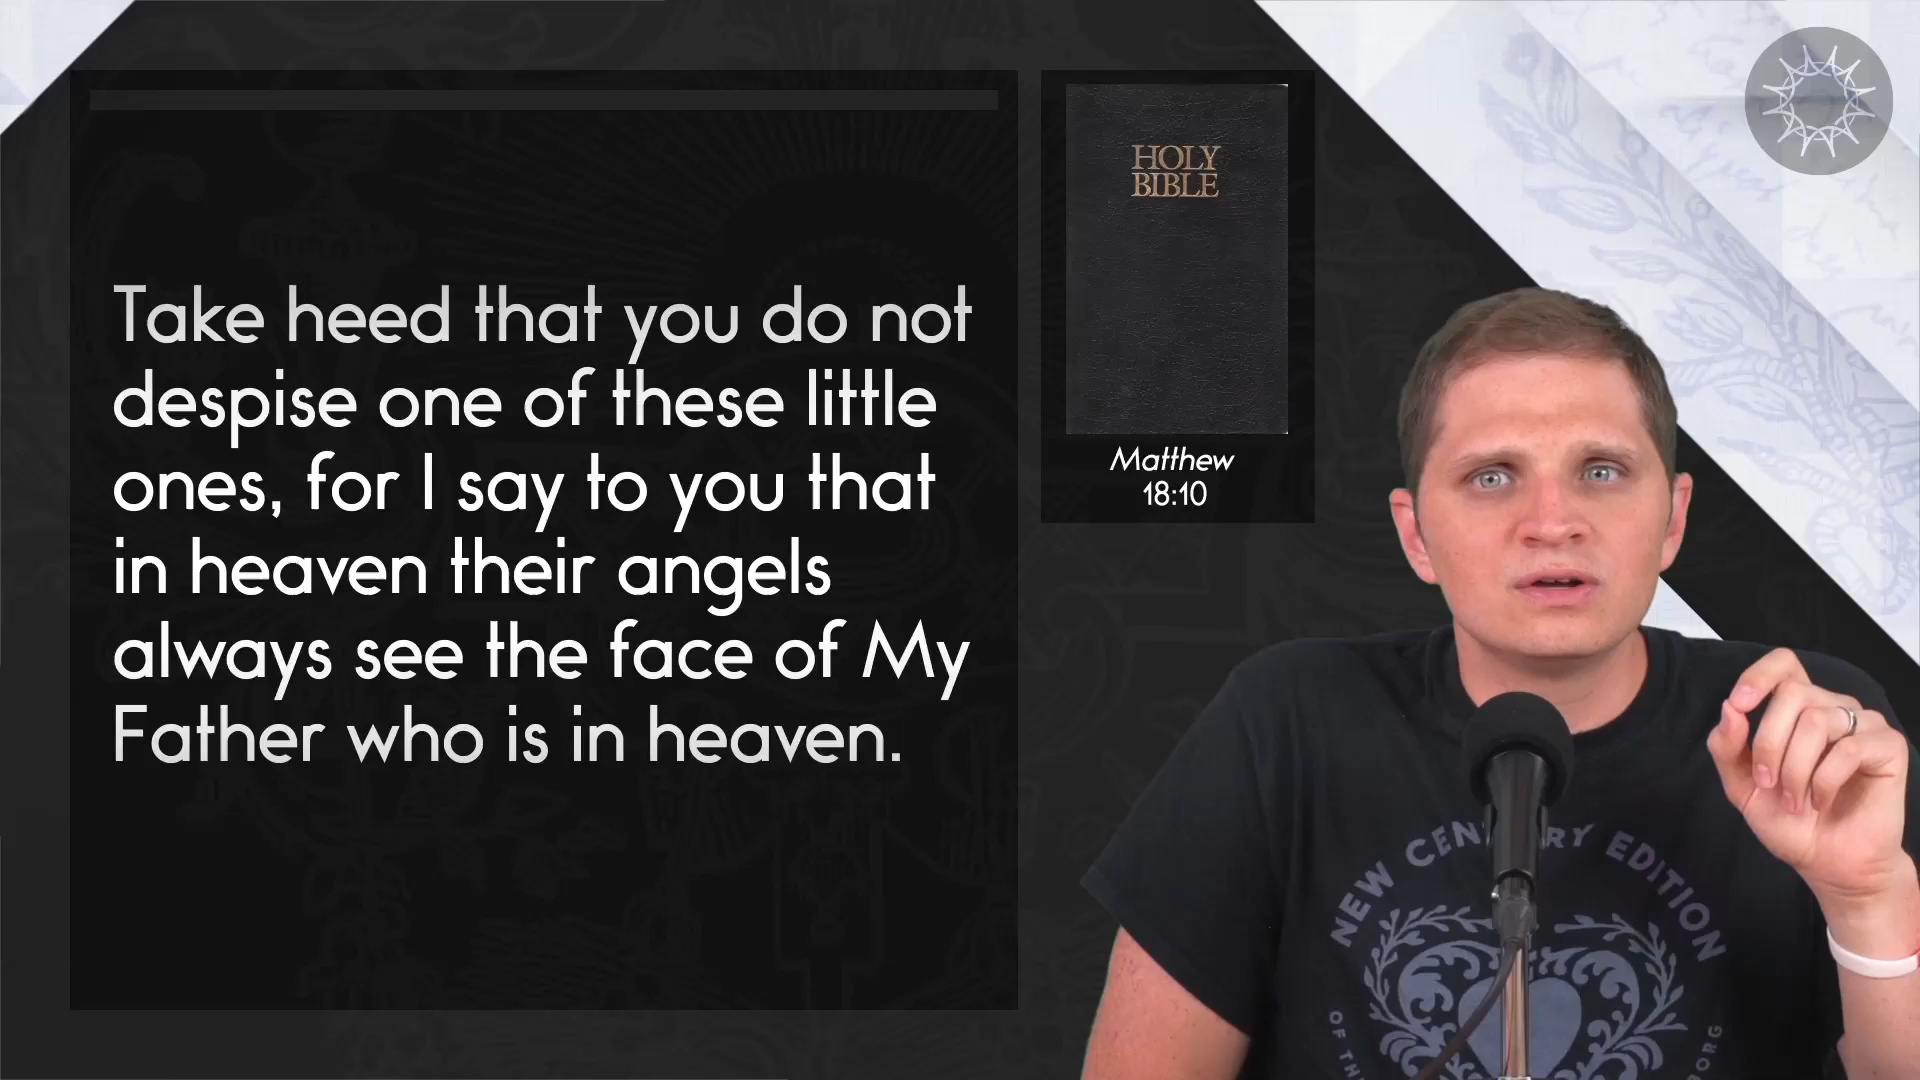 Take heed that you do not
despise one of these little
ones, for I say to you that
in heaven their angels
always see the face of My
Father who is in heaven.
HOLY
BIBLE
Matthew
18:10
NEW EDITION
OF